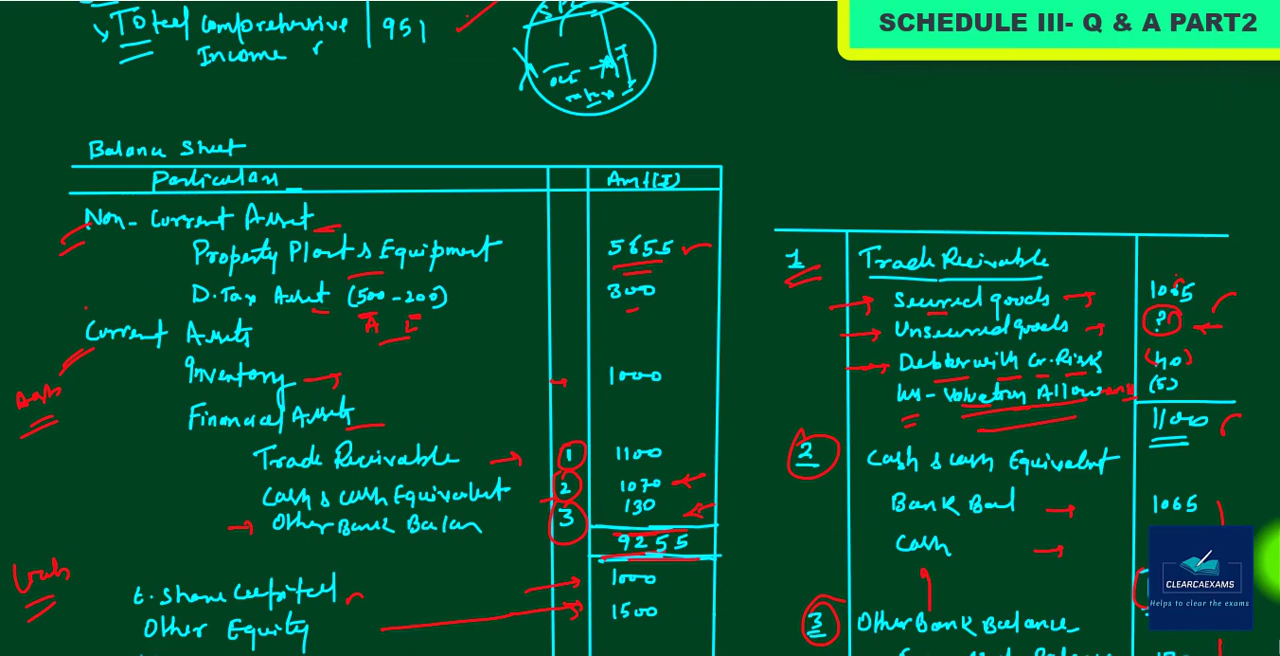 SCHEDULE III- Q & A PART2
Total Comprehensive 951
Income
OCI
Balance Sheet
Particulars Amt(₹)
Non-Current Asset
Property Plant & Equipment 5655
D. Tax Asset (500-200) 300
A L
Current Assets
Inventory 1000
Financial Assets
Trade Receivable 1 1100
Cash & cash Equivalent 2 1070
Other Bank Balan 3 130
9255
E. Share Capital 1000
Other Equity 1500
1 Trade Receivable
Secured goods 1065
Unsecured goods ?
Debtor with Cr. Risk (40)
less - Valuation Allowance (5)
1100
2 Cash & cash Equivalent
Bank Bal 1065
Cash
3 Other Bank Balance
CLEARCAEXAMS
Helps to clear the exams